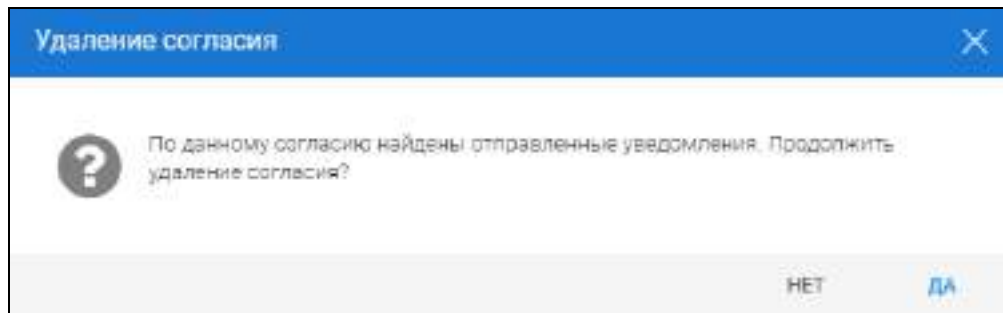 Удаление согласия
По данному согласию найдены отправленные уведомления. Продолжить
удаление согласия?
НЕТ ДА